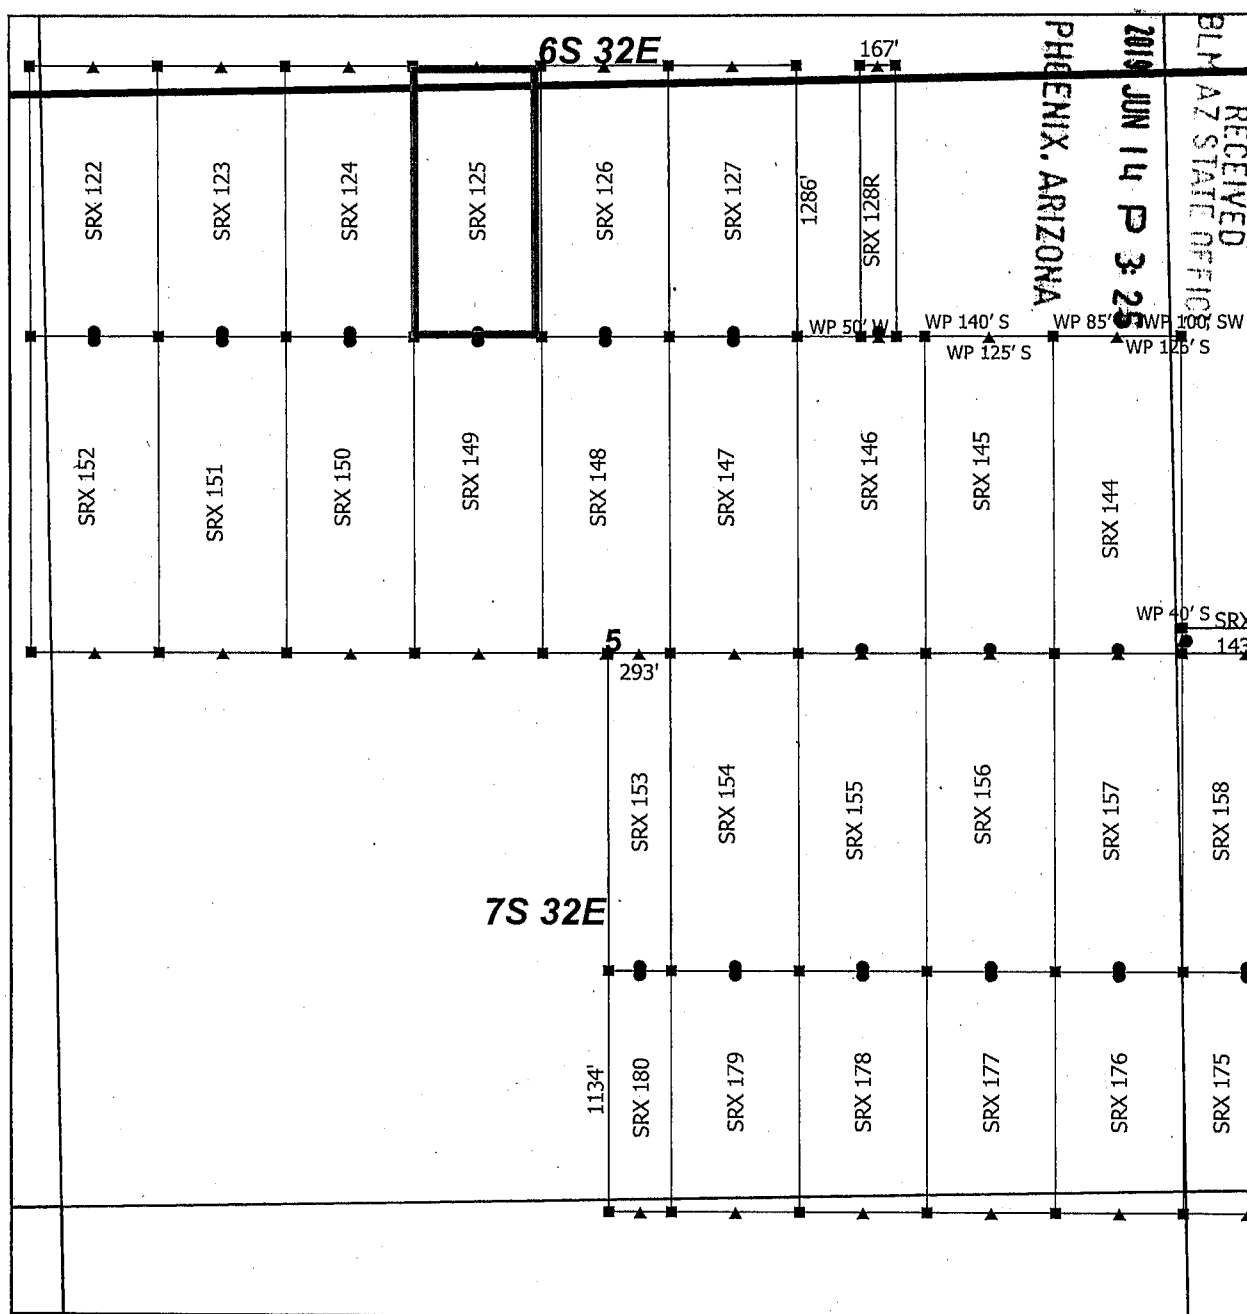 6S 32E
167'
RECEIVED
BLM AZ STATE OFFICE
2019 JUN 14 P 3:25
PHOENIX, ARIZONA
SRX 122
SRX 123
SRX 124
SRX 125
SRX 126
SRX 127
1286'
SRX 128R
WP 50' W
WP 140' S
WP 85'
WP 100' SW
WP 125' S
WP 125' S
SRX 152
SRX 151
SRX 150
SRX 149
SRX 148
SRX 147
SRX 146
SRX 145
SRX 144
WP 40' S
SRX
143
5
293'
SRX 153
SRX 154
SRX 155
SRX 156
SRX 157
SRX 158
7S 32E
1134'
SRX 180
SRX 179
SRX 178
SRX 177
SRX 176
SRX 175